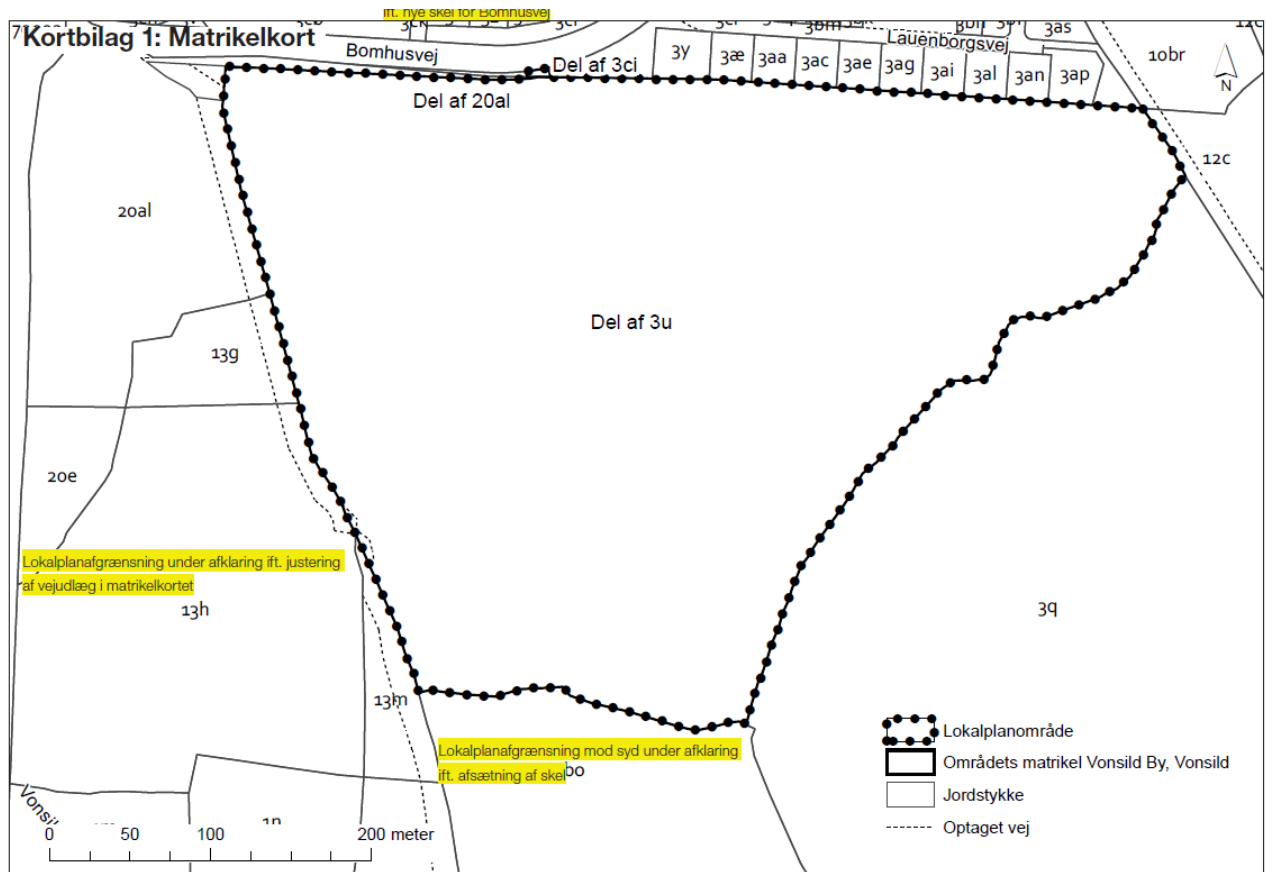 ift. nye skel for Bomhusvej
Kortbilag 1: Matrikelkort
Bomhusvej
Lauenborgsvej
3bm
3as
10br
N
Del af 3ci
3y
3æ
3aa
3ac
3ae
3ag
3ai
3al
3an
3ap
Del af 20al
12c
20al
Del af 3u
13g
20e
Lokalplanafgrænsning under afklaring ift. justering
af vejudlæg i matrikelkortet
13h
3q
13m
Lokalplanafgrænsning mod syd under afklaring
ift. afsætning af skel
Lokalplanområde
Områdets matrikel Vonsild By, Vonsild
Jordstykke
Optaget vej
0 50 100 200 meter